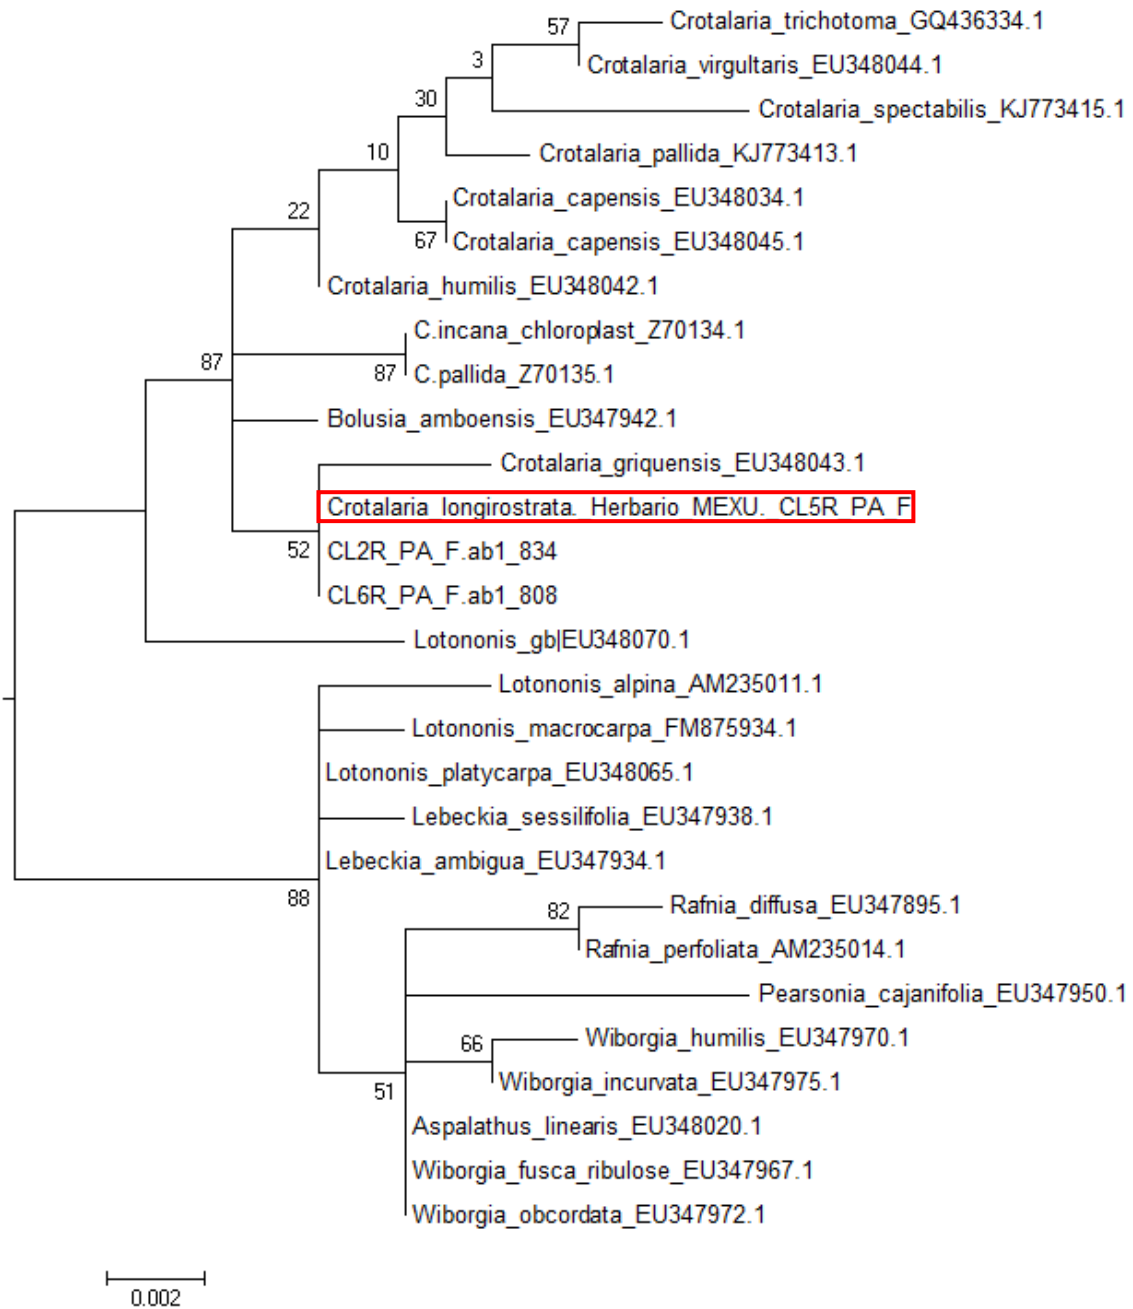 57
Crotalaria_trichotoma_GQ436334.1
Crotalaria_virgultaris_EU348044.1
3
Crotalaria_spectabilis_KJ773415.1
30
Crotalaria_pallida_KJ773413.1
10
Crotalaria_capensis_EU348034.1
67
Crotalaria_capensis_EU348045.1
22
Crotalaria_humilis_EU348042.1
C.incana_chloroplast_Z70134.1
87
87
C.pallida_Z70135.1
Bolusia_amboensis_EU347942.1
Crotalaria_griquensis_EU348043.1
Crotalaria_longirostrata._Herbario_MEXU._CL5R_PA_F
52
CL2R_PA_F.ab1_834
CL6R_PA_F.ab1_808
Lotononis_gb|EU348070.1
Lotononis_alpina_AM235011.1
Lotononis_macrocarpa_FM875934.1
Lotononis_platycarpa_EU348065.1
Lebeckia_sessilifolia_EU347938.1
Lebeckia_ambigua_EU347934.1
88
82
Rafnia_diffusa_EU347895.1
Rafnia_perfoliata_AM235014.1
Pearsonia_cajanifolia_EU347950.1
66
Wiborgia_humilis_EU347970.1
Wiborgia_incurvata_EU347975.1
51
Aspalathus_linearis_EU348020.1
Wiborgia_fusca_ribulose_EU347967.1
Wiborgia_obcordata_EU347972.1
0.002